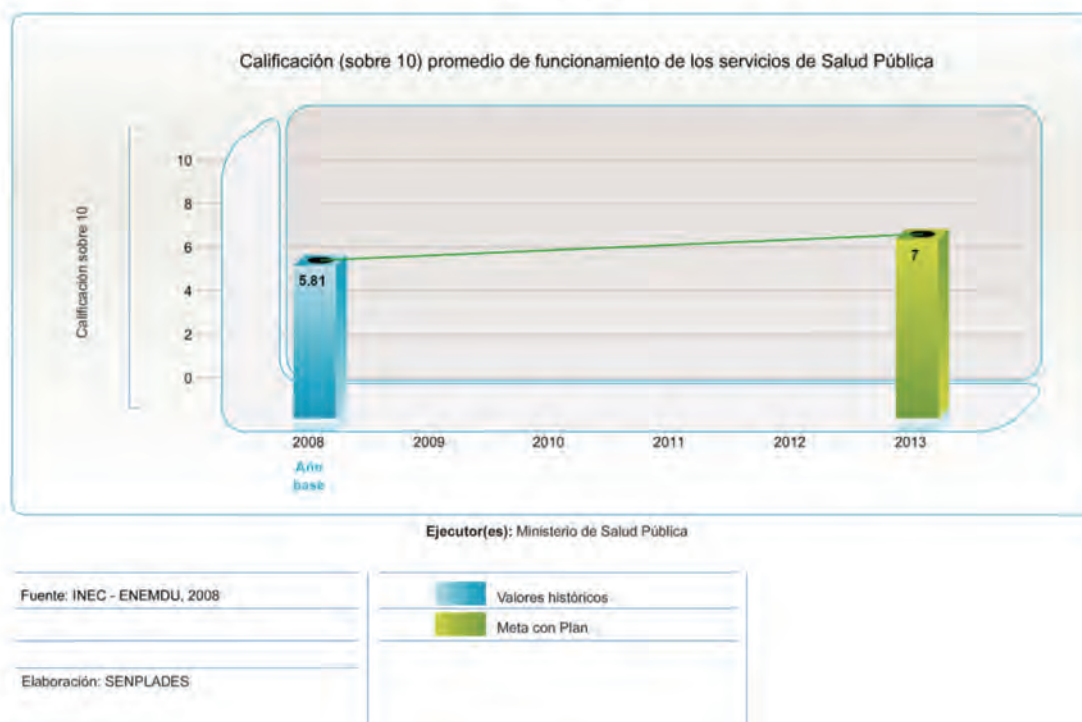 Calificación (sobre 10) promedio de funcionamiento de los servicios de Salud Pública
Calificación sobre 10
10
8
6
4
2
0
5.81
7
2008 2009 2010 2011 2012 2013
Año
base
Ejecutor(es): Ministerio de Salud Pública
Fuente: INEC - ENEMDU, 2008
Valores históricos
Meta con Plan
Elaboración: SENPLADES